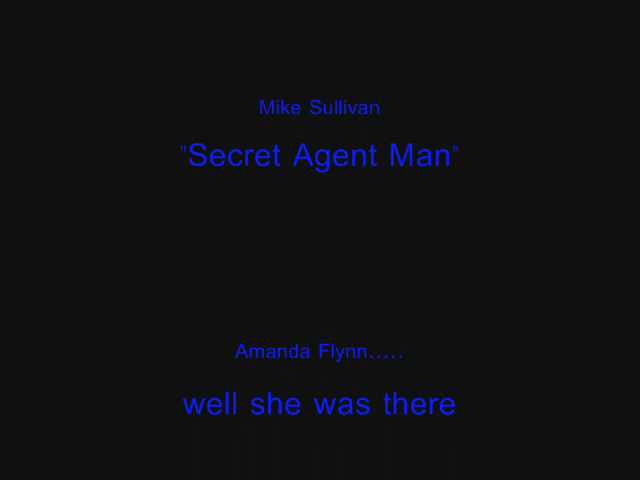 Mike Sullivan
"Secret Agent Man"
Amanda Flynn.....
well she was there